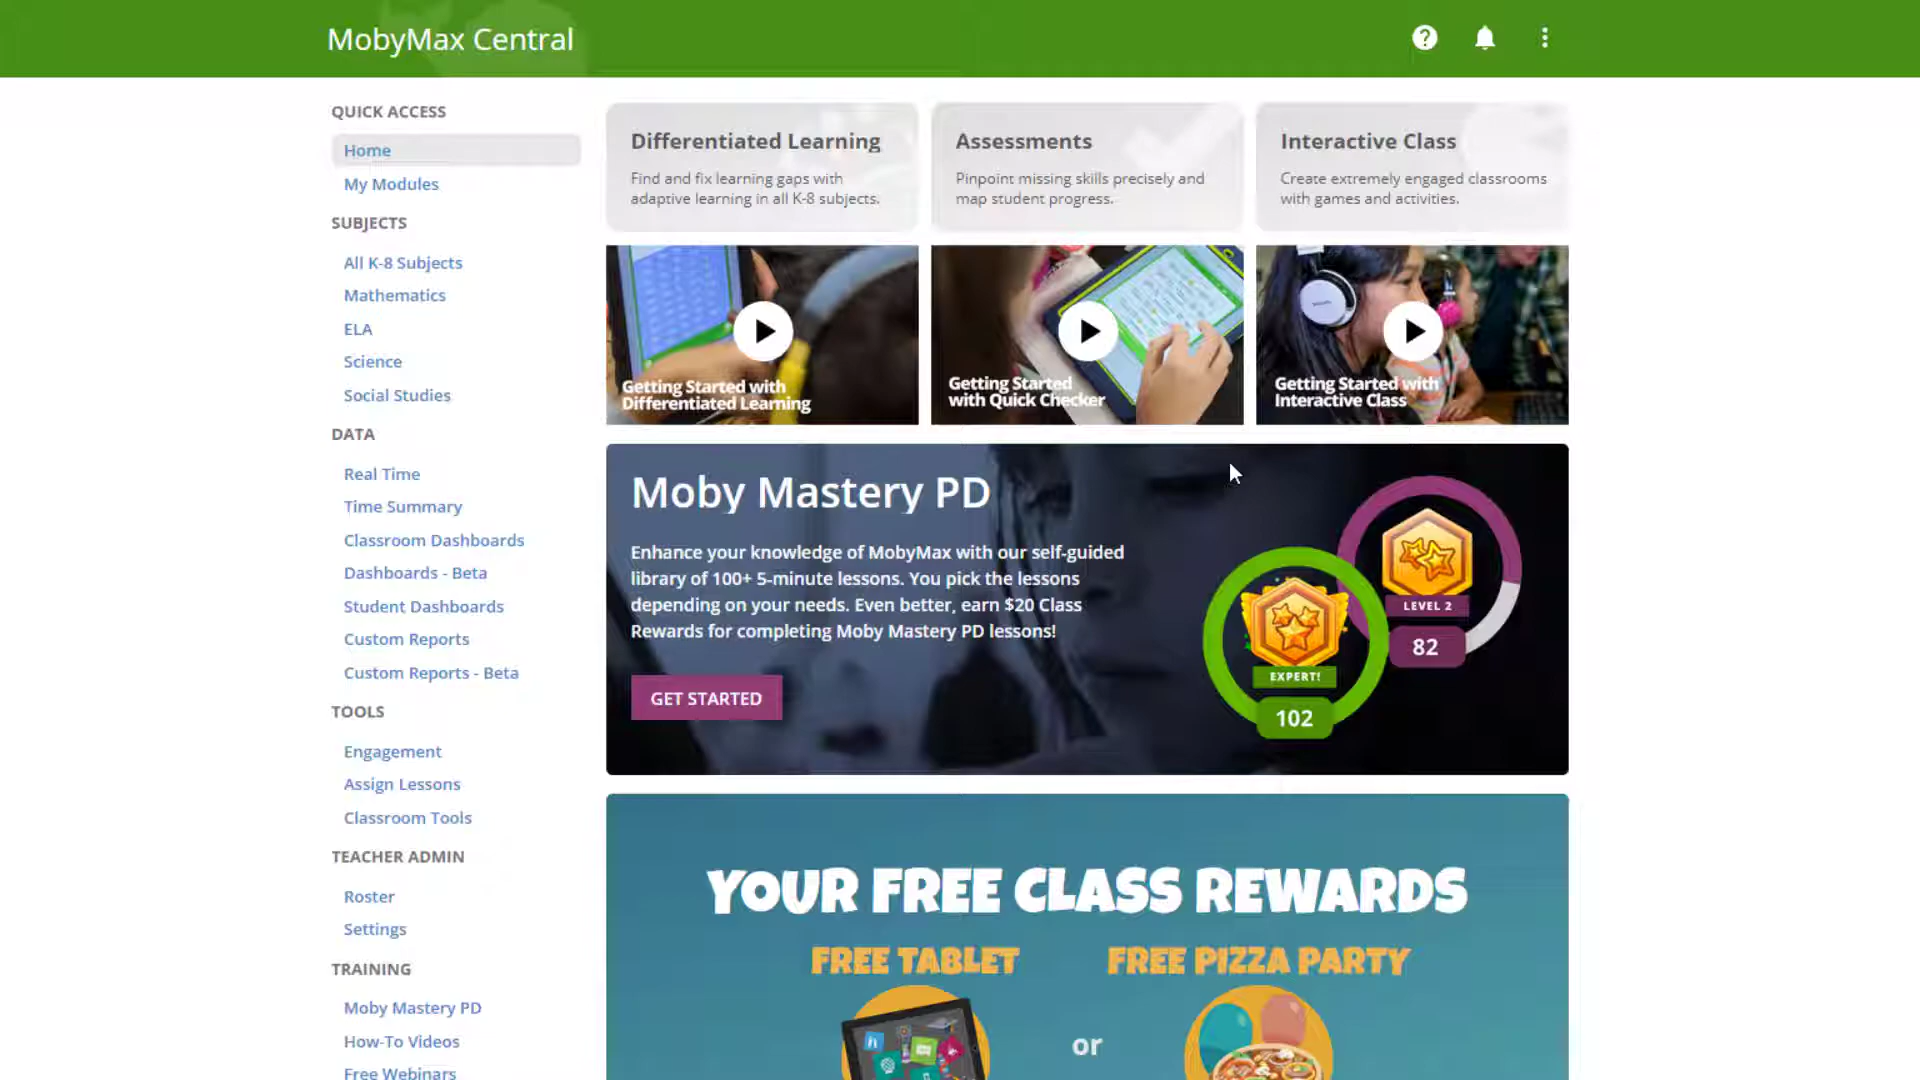 MobyMax Central
QUICK ACCESS
Home
My Modules
SUBJECTS
All K-8 Subjects
Mathematics
ELA
Science
Social Studies
DATA
Real Time
Time Summary
Classroom Dashboards
Dashboards - Beta
Student Dashboards
Custom Reports
Custom Reports - Beta
TOOLS
Engagement
Assign Lessons
Classroom Tools
TEACHER ADMIN
Roster
Settings
TRAINING
Moby Mastery PD
How-To Videos
Free Webinars
Differentiated Learning
Find and fix learning gaps with
adaptive learning in all K-8 subjects.
Assessments
Pinpoint missing skills precisely and
map student progress.
Interactive Class
Create extremely engaged classrooms
with games and activities.
Getting Started with
Differentiated Learning
Getting Started
with Quick Checker
Getting Started with
Interactive Class
Moby Mastery PD
Enhance your knowledge of MobyMax with our self-guided
library of 100+ 5-minute lessons. You pick the lessons
depending on your needs. Even better, earn $20 Class
Rewards for completing Moby Mastery PD lessons!
GET STARTED
LEVEL 2
82
EXPERT!
102
YOUR FREE CLASS REWARDS
FREE TABLET
or
FREE PIZZA PARTY